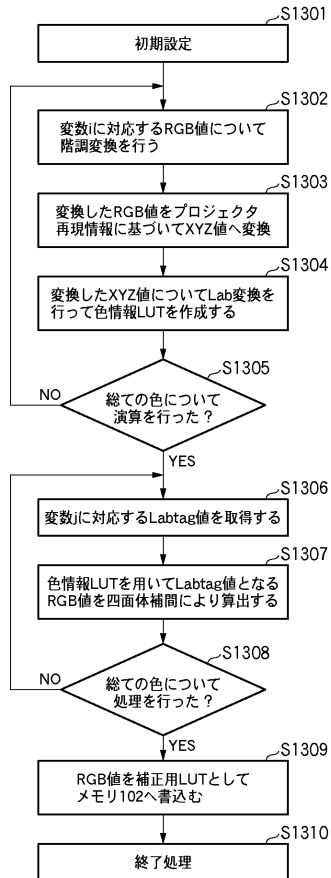 S1301
初期設定
S1302
変数iに対応するRGB値について
階調変換を行う
S1303
変換したRGB値をプロジェクタ
再現情報に基づいてXYZ値へ変換
S1304
変換したXYZ値についてLab変換を
行って色情報LUTを作成する
S1305
総ての色について
演算を行った?
NO
YES
S1306
変数jに対応するLabtag値を取得する
S1307
色情報LUTを用いてLabtag値となる
RGB値を四面体補間により算出する
S1308
総ての色について
処理を行った?
NO
YES
S1309
RGB値を補正用LUTとして
メモリ102へ書込む
S1310
終了処理